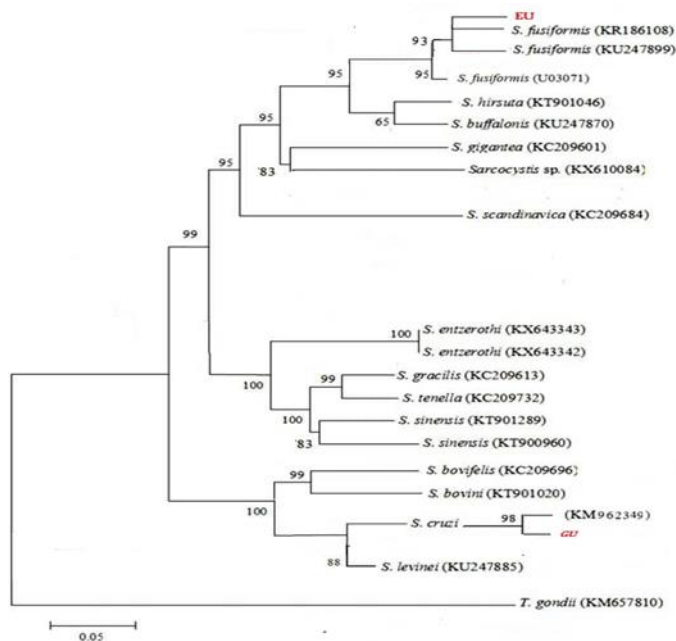 EU
S. fusiformis (KR186108)
93
S. fusiformis (KU247899)
95
95
S. fusiformis (U03071)
S. hirsuta (KT901046)
95
65
S. buffalonis (KU247870)
S. gigantea (KC209601)
95
83
Sarcocystis sp. (KX610084)
S. scandinavica (KC209684)
99
S. entzerothi (KX643343)
100
S. entzerothi (KX643342)
S. gracilis (KC209613)
100
99
S. tenella (KC209732)
100
S. sinensis (KT901289)
83
S. sinensis (KT900960)
S. bovifelis (KC209696)
99
S. bovini (KT901020)
100
(KM962349)
S. cruzi
98
GU
88
S. levinei (KU247885)
T. gondii (KM657810)
0.05